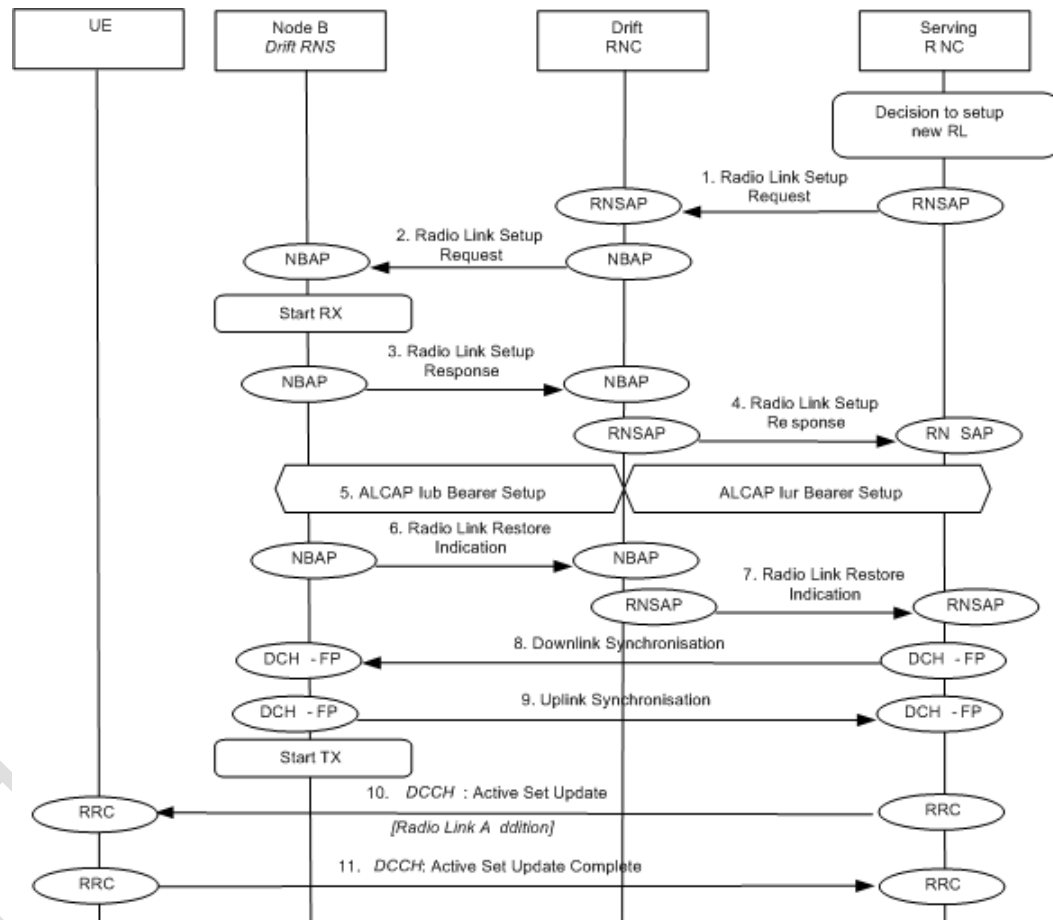 UE
Node B
Drift RNS
Drift
RNC
Serving
R NC
Decision to setup
new RL
1. Radio Link Setup
Request
RNSAP
RNSAP
2. Radio Link Setup
Request
NBAP
NBAP
Start RX
3. Radio Link Setup
Response
NBAP
NBAP
4. Radio Link Setup
Re sponse
RNSAP
RN SAP
5. ALCAP Iub Bearer Setup
ALCAP Iur Bearer Setup
6. Radio Link Restore
Indication
NBAP
NBAP
7. Radio Link Restore
Indication
RNSAP
RNSAP
8. Downlink Synchronisation
DCH - FP
DCH - FP
9. Uplink Synchronisation
DCH - FP
DCH - FP
Start TX
10. DCCH : Active Set Update
RRC
RRC
[Radio Link A ddition]
11. DCCH: Active Set Update Complete
RRC
RRC